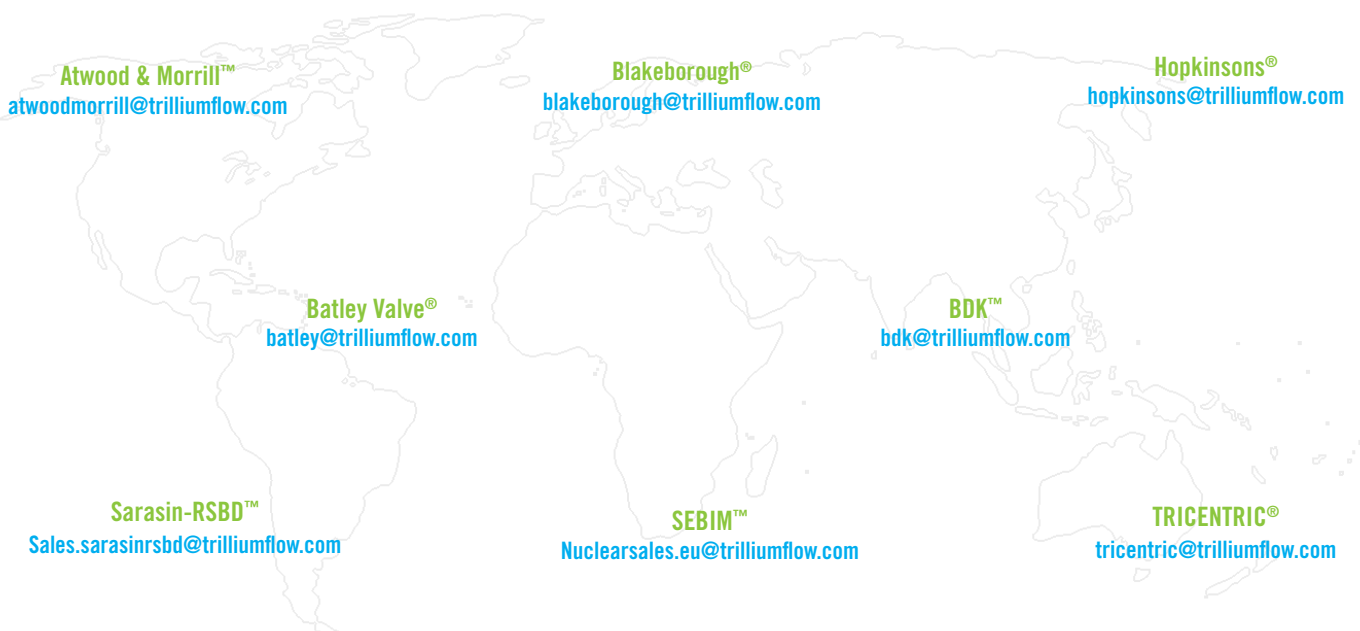 Atwood & Morrill™
atwoodmorrill@trilliumflow.com
Blakeborough®
blakeborough@trilliumflow.com
Hopkinsons®
hopkinsons@trilliumflow.com
Batley Valve®
batley@trilliumflow.com
BDK™
bdk@trilliumflow.com
Sarasin-RSBD™
Sales.sarasinrsbd@trilliumflow.com
SEBIM™
Nuclearsales.eu@trilliumflow.com
TRICENTRIC®
tricentric@trilliumflow.com